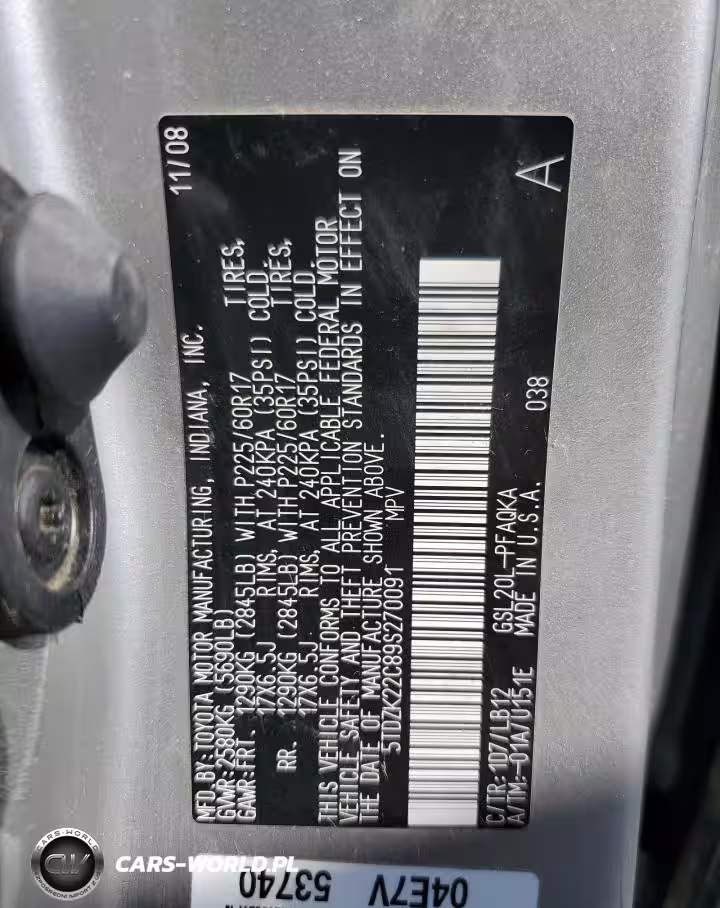 11/08
MFD.BY:TOYOTA MOTOR MANUFACTURING, INDIANA, INC.
GVWR:2580KG (5690LB)
GAWR:FRT. 1290KG (2845LB) WITH P225/60R17 TIRES,
17X6.5J RIMS, AT 240KPA (35PSI) COLD
RR. 1290KG (2845LB) WITH P225/60R17 TIRES,
17X6.5J RIMS, AT 240KPA (35PSI) COLD.
THIS VEHICLE CONFORMS TO ALL APPLICABLE FEDERAL MOTOR
VEHICLE SAFETY AND THEFT PREVENTION STANDARDS IN EFFECT ON
THE DATE OF MANUFACTURE SHOWN ABOVE.
5TDZK22C89S270091 MPV
C/TR:1D7/LB12 GSL20L-PFAQKA 038
A/TM:-01A/U151E MADE IN U.S.A.
A
53740
04E7V
CARS-WORLD
CW
CARS-WORLD.PL